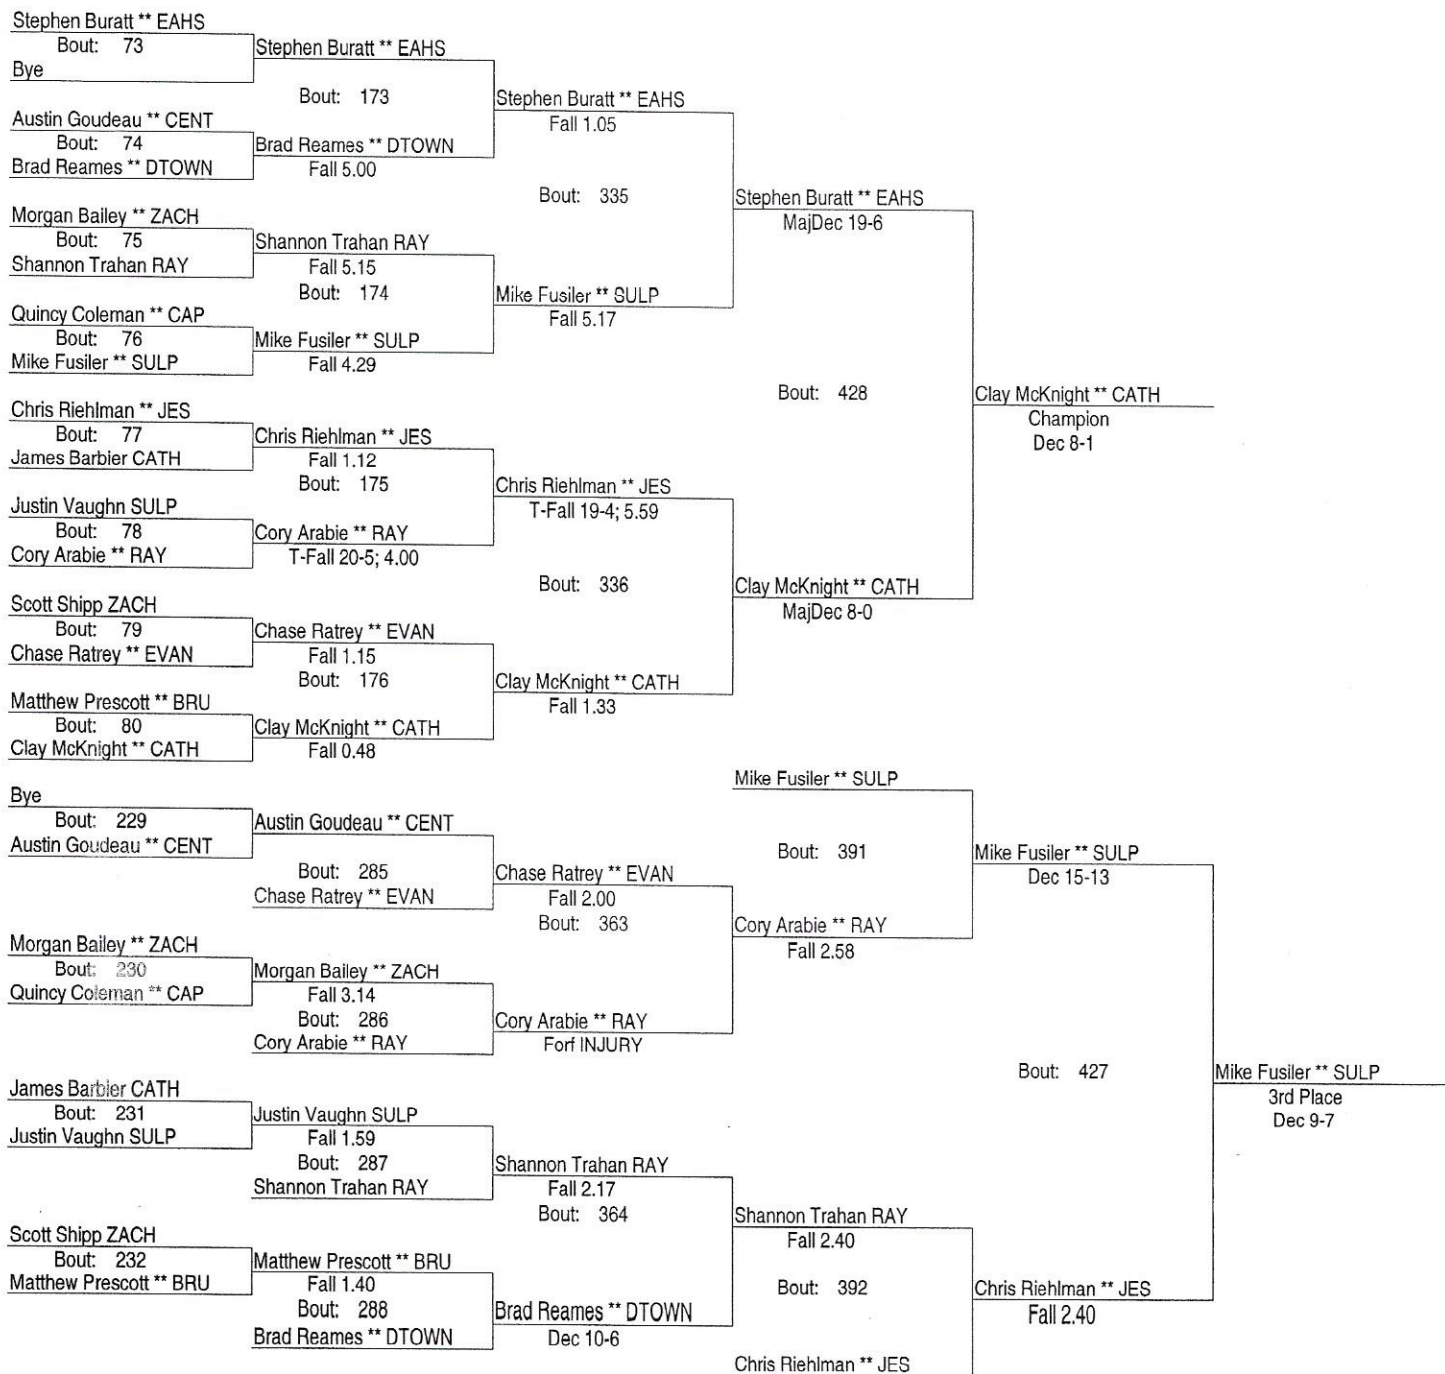 Stephen Buratt ** EAHS
Bout: 73
Bye
Stephen Buratt ** EAHS
Bout: 173
Austin Goudeau ** CENT
Bout: 74
Brad Reames ** DTOWN
Brad Reames ** DTOWN
Fall 5.00
Stephen Buratt ** EAHS
Fall 1.05
Bout: 335
Morgan Bailey ** ZACH
Bout: 75
Shannon Trahan RAY
Shannon Trahan RAY
Fall 5.15
Bout: 174
Quincy Coleman ** CAP
Bout: 76
Mike Fusiler ** SULP
Mike Fusiler ** SULP
Fall 4.29
Mike Fusiler ** SULP
Fall 5.17
Stephen Buratt ** EAHS
MajDec 19-6
Bout: 428
Chris Riehlman ** JES
Bout: 77
James Barbier CATH
Chris Riehlman ** JES
Fall 1.12
Bout: 175
Justin Vaughn SULP
Bout: 78
Cory Arabie ** RAY
Cory Arabie ** RAY
T-Fall 20-5; 4.00
Chris Riehlman ** JES
T-Fall 19-4; 5.59
Bout: 336
Scott Shipp ZACH
Bout: 79
Chase Ratrey ** EVAN
Chase Ratrey ** EVAN
Fall 1.15
Bout: 176
Matthew Prescott ** BRU
Bout: 80
Clay McKnight ** CATH
Clay McKnight ** CATH
Fall 0.48
Clay McKnight ** CATH
Fall 1.33
Clay McKnight ** CATH
MajDec 8-0
Clay McKnight ** CATH
Champion
Dec 8-1
Bye
Bout: 229
Austin Goudeau ** CENT
Austin Goudeau ** CENT
Bout: 285
Chase Ratrey ** EVAN
Chase Ratrey ** EVAN
Fall 2.00
Bout: 363
Morgan Bailey ** ZACH
Bout: 230
Quincy Coleman ** CAP
Morgan Bailey ** ZACH
Fall 3.14
Bout: 286
Cory Arabie ** RAY
Cory Arabie ** RAY
Forf INJURY
Mike Fusiler ** SULP
Bout: 391
Cory Arabie ** RAY
Fall 2.58
Mike Fusiler ** SULP
Dec 15-13
Bout: 427
James Barbier CATH
Bout: 231
Justin Vaughn SULP
Justin Vaughn SULP
Fall 1.59
Bout: 287
Shannon Trahan RAY
Shannon Trahan RAY
Fall 2.17
Bout: 364
Scott Shipp ZACH
Bout: 232
Matthew Prescott ** BRU
Matthew Prescott ** BRU
Fall 1.40
Bout: 288
Brad Reames ** DTOWN
Brad Reames ** DTOWN
Dec 10-6
Shannon Trahan RAY
Fall 2.40
Bout: 392
Chris Riehlman ** JES
Chris Riehlman ** JES
Fall 2.40
Mike Fusiler ** SULP
3rd Place
Dec 9-7